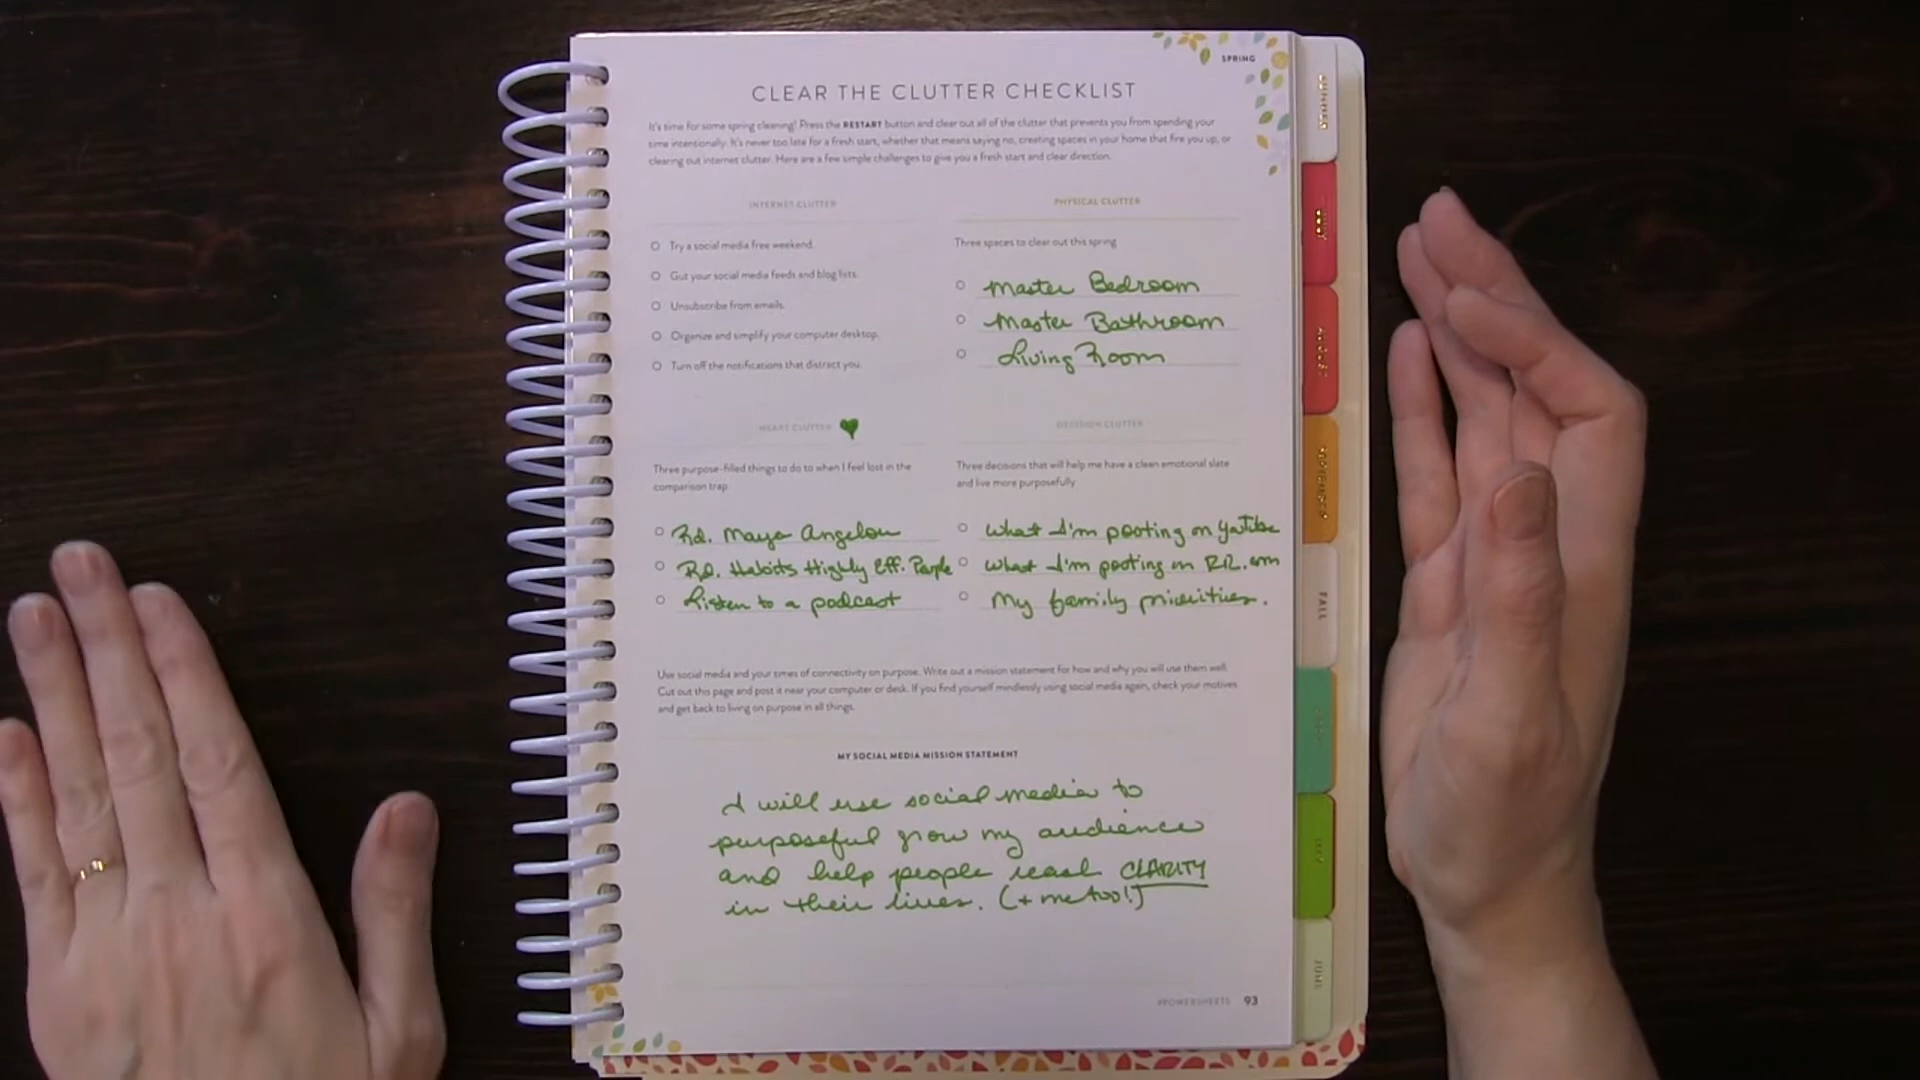 SPRING
CLEAR THE CLUTTER CHECKLIST
It's time for some spring cleaning! Press the RESTART button and clear out all of the clutter that prevents you from spending your
time intentionally. It's never too late for a fresh start, whether that means saying no, creating spaces in your home that fire you up, or
clearing out internet clutter. Here are a few simple challenges to give you a fresh start and clear direction.
INTERNET CLUTTER
Try a social media free weekend.
Gut your social media feeds and blog lists.
Unsubscribe from emails.
Organize and simplify your computer desktop.
Turn off the notifications that distract you.
PHYSICAL CLUTTER
Three spaces to clear out this spring
Master Bedroom
Master Bathroom
Living Room
HEART CLUTTER
Three purpose-filled things to do to when I feel lost in the
comparison trap
Rd. Maya Angelou
Rd. Habits Highly Eff. People
Listen to a podcast
DECISION CLUTTER
Three decisions that will help me have a clean emotional slate
and live more purposefully
What I'm posting on YouTube
What I'm posting on RR.com
My family priorities.
Use social media and your times of connectivity on purpose. Write out a mission statement for how and why you will use them well.
Cut out this page and post it near your computer or desk. If you find yourself mindlessly using social media again, check your motives
and get back to living on purpose in all things.
MY SOCIAL MEDIA MISSION STATEMENT
I will use social media to
purposeful grow my audience
and help people reach CLARITY
in their lives. (+ me too!)
#POWERSHEETS 93
SUMMER
JULY
AUGUST
SEPTEMBER
FALL
MAY
JUNE